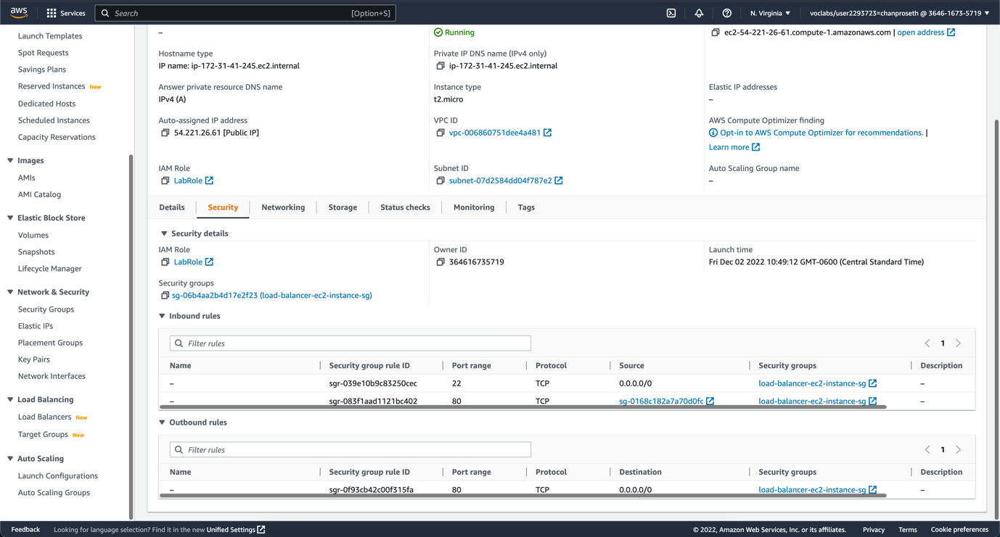 aws
Services
Search
[Option+S]
N. Virginia
voclabs/user2293723=chanproseth @ 3646-1673-5719
Launch Templates
Spot Requests
Savings Plans
Reserved Instances New
Dedicated Hosts
Scheduled Instances
Capacity Reservations
Images
AMIs
AMI Catalog
Elastic Block Store
Volumes
Snapshots
Lifecycle Manager
Network & Security
Security Groups
Elastic IPs
Placement Groups
Key Pairs
Network Interfaces
Load Balancing
Load Balancers New
Target Groups New
Auto Scaling
Launch Configurations
Auto Scaling Groups
–
Running
ec2-54-221-26-61.compute-1.amazonaws.com | open address
Hostname type
IP name: ip-172-31-41-245.ec2.internal
Private IP DNS name (IPv4 only)
ip-172-31-41-245.ec2.internal
Answer private resource DNS name
IPv4 (A)
Instance type
t2.micro
Elastic IP addresses
–
Auto-assigned IP address
54.221.26.61 [Public IP]
VPC ID
vpc-006860751dee4a481
AWS Compute Optimizer finding
Opt-in to AWS Compute Optimizer for recommendations. |
Learn more
IAM Role
LabRole
Subnet ID
subnet-07d2584dd04f787e2
Auto Scaling Group name
–
Details
Security
Networking
Storage
Status checks
Monitoring
Tags
Security details
IAM Role
LabRole
Owner ID
364616735719
Launch time
Fri Dec 02 2022 10:49:12 GMT-0600 (Central Standard Time)
Security groups
sg-06b4aa2b4d17e2f23 (load-balancer-ec2-instance-sg)
Inbound rules
Filter rules
1
Name Security group rule ID Port range Protocol Source Security groups Description
– sgr-039e10b9c83250cec 22 TCP 0.0.0.0/0 load-balancer-ec2-instance-sg –
– sgr-083f1aad1121bc402 80 TCP sg-0168c182a7a70d0fc load-balancer-ec2-instance-sg –
Outbound rules
Filter rules
1
Name Security group rule ID Port range Protocol Destination Security groups Description
– sgr-0f93cb42c00f315fa 80 TCP 0.0.0.0/0 load-balancer-ec2-instance-sg –
Feedback
Looking for language selection? Find it in the new Unified Settings
© 2022, Amazon Web Services, Inc. or its affiliates.
Privacy
Terms
Cookie preferences